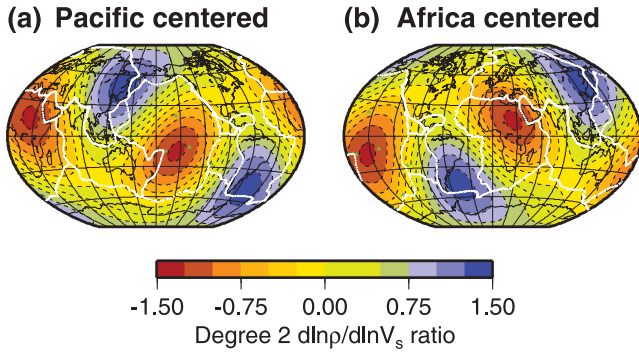 (a) Pacific centered
(b) Africa centered
-1.50 -0.75 0.00 0.75 1.50
Degree 2 dlnρ/dlnVₛ ratio